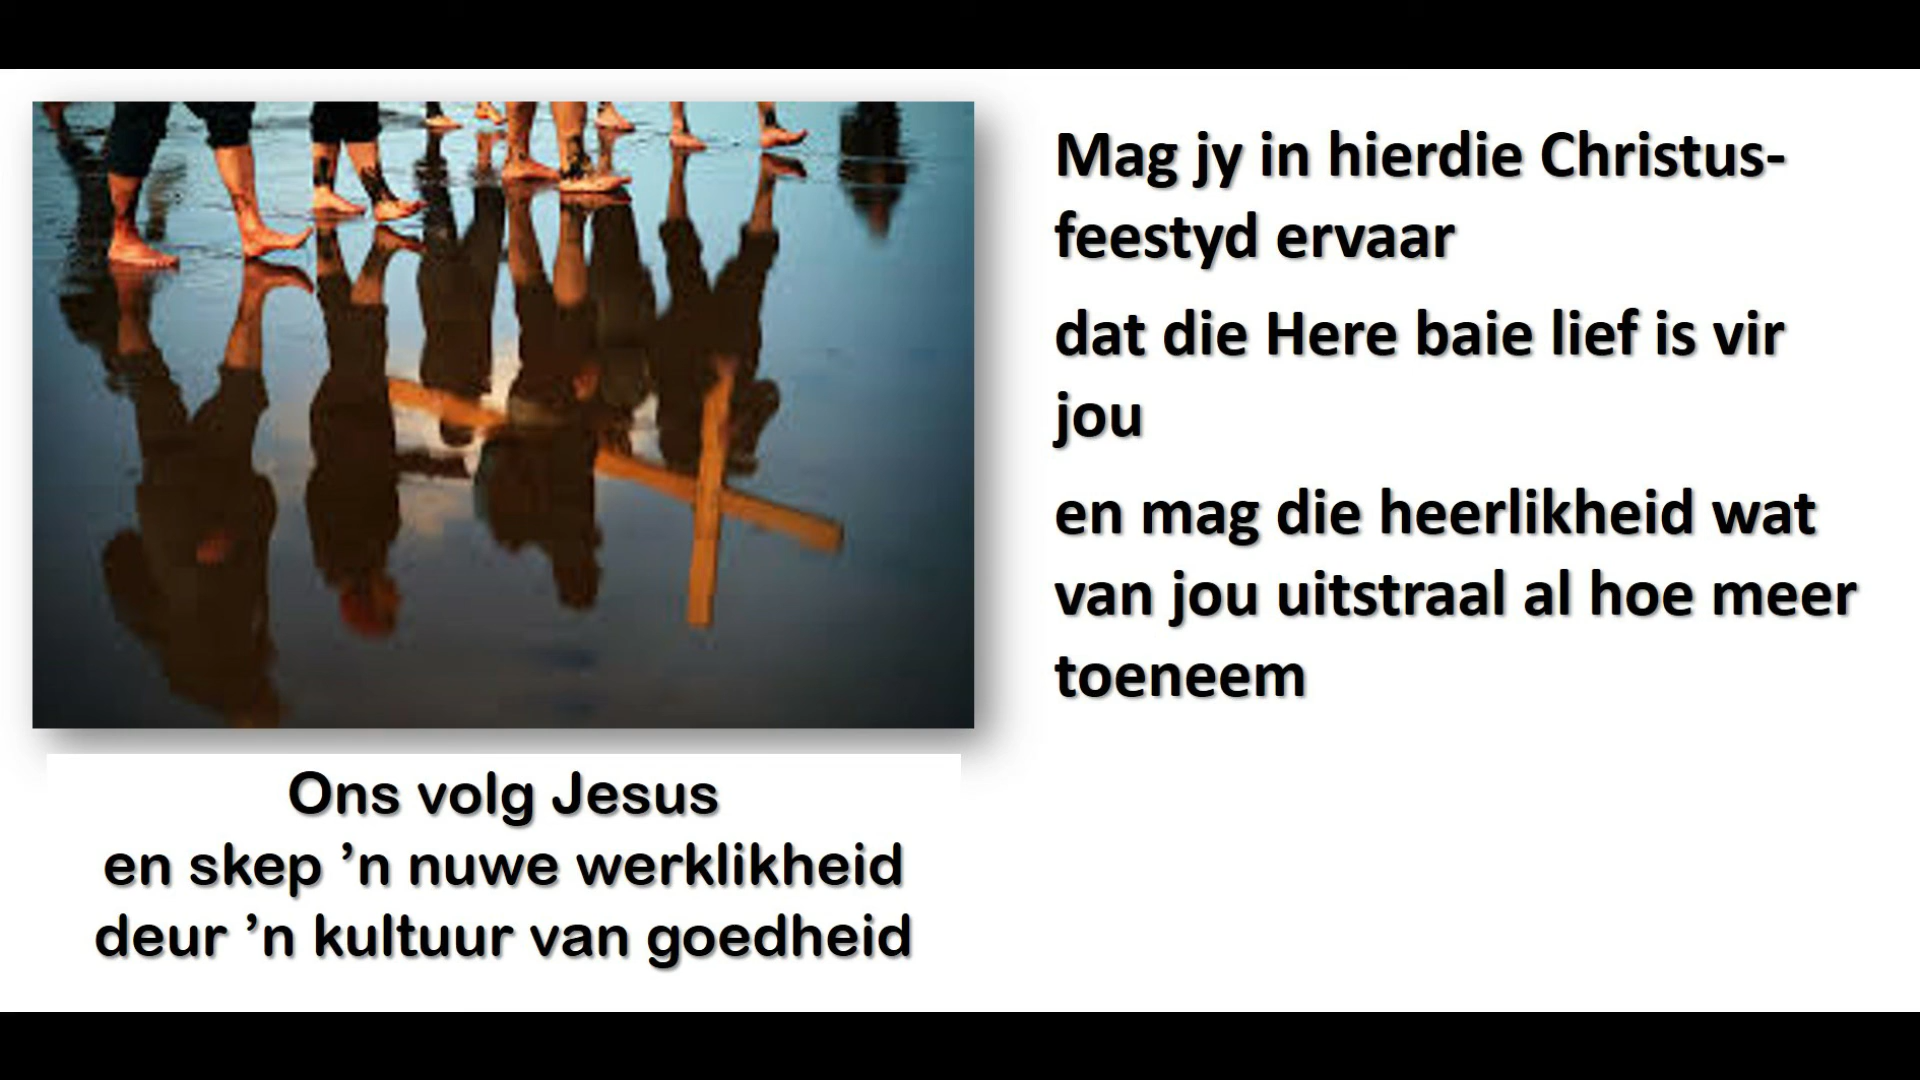 Mag jy in hierdie Christus-
feestyd ervaar
dat die Here baie lief is vir
jou
en mag die heerlikheid wat
van jou uitstraal al hoe meer
toeneem
Ons volg Jesus
en skep ’n nuwe werklikheid
deur ’n kultuur van goedheid